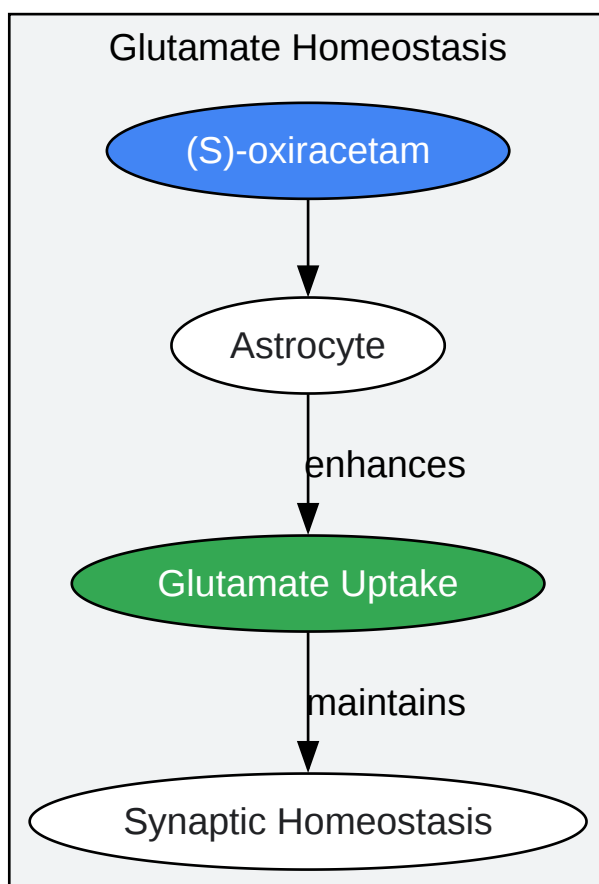 Glutamate Homeostasis
(S)-oxiracetam
Astrocyte
enhances
Glutamate Uptake
maintains
Synaptic Homeostasis